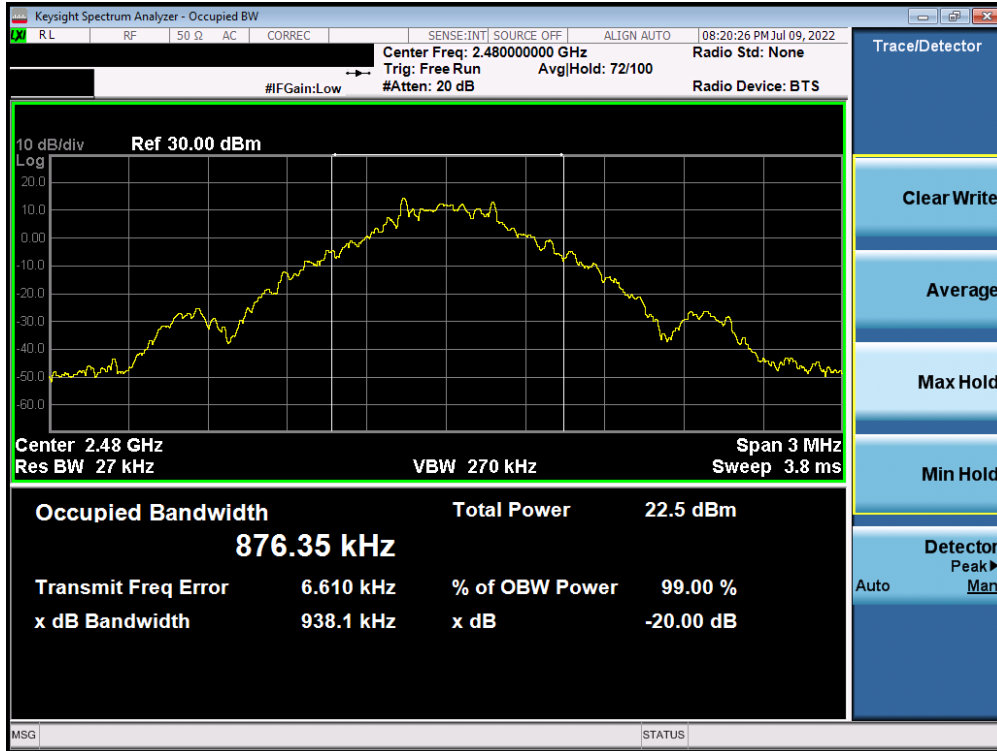 Keysight Spectrum Analyzer - Occupied BW
LXI RL RF 50 Ω AC CORREC SENSE:INT SOURCE OFF ALIGN AUTO 08:20:26 PM Jul 09, 2022
Center Freq: 2.480000000 GHz Radio Std: None
Trig: Free Run Avg|Hold: 72/100
#IFGain:Low #Atten: 20 dB Radio Device: BTS
Trace/Detector
10 dB/div Ref 30.00 dBm
Log
20.0
10.0
0.00
-10.0
-20.0
-30.0
-40.0
-50.0
-60.0
Center 2.48 GHz Span 3 MHz
Res BW 27 kHz VBW 270 kHz Sweep 3.8 ms
Occupied Bandwidth Total Power 22.5 dBm
876.35 kHz
Transmit Freq Error 6.610 kHz % of OBW Power 99.00 %
x dB Bandwidth 938.1 kHz x dB -20.00 dB
Clear Write
Average
Max Hold
Min Hold
Detector
Peak▶
Auto Man
MSG STATUS